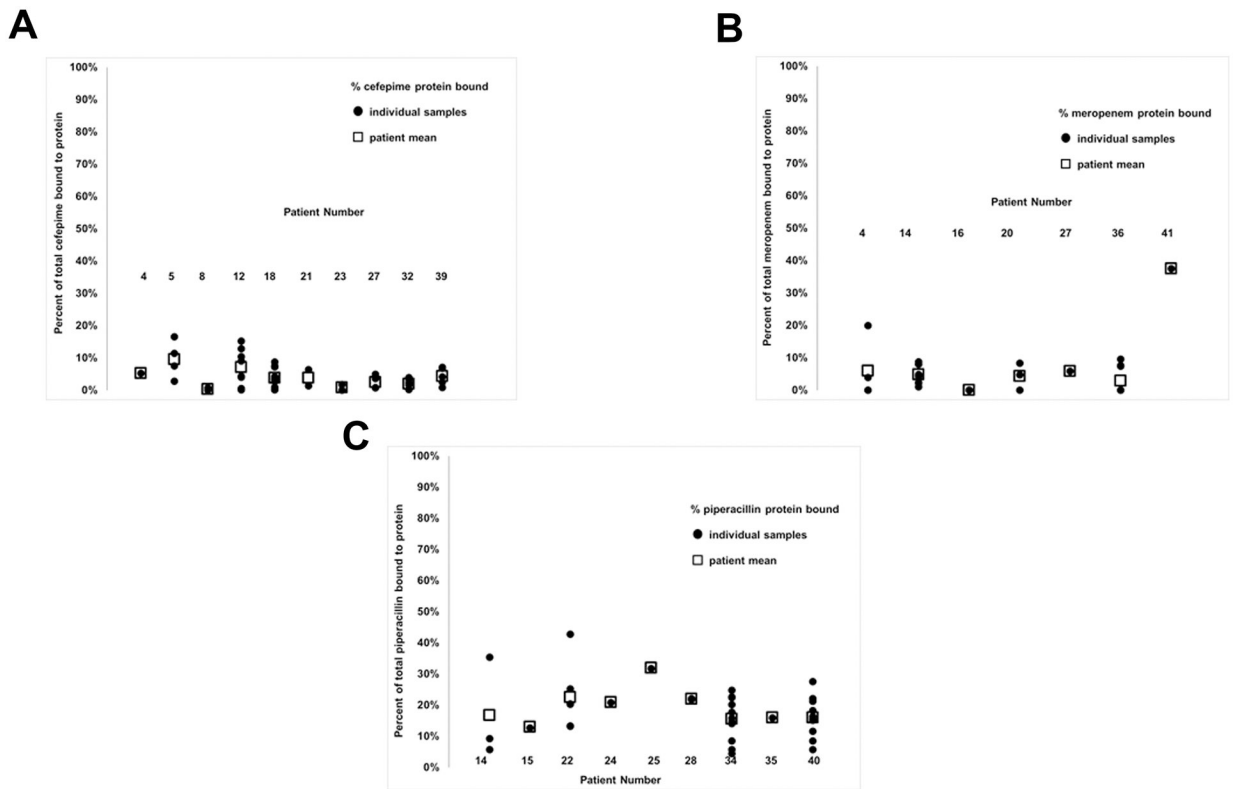 A
Percent of total cefepime bound to protein
100%
90%
80%
70%
60%
50%
40%
30%
20%
10%
0%
% cefepime protein bound
individual samples
patient mean
Patient Number
4 5 8 12 18 21 23 27 32 39
B
Percent of total meropenem bound to protein
100%
90%
80%
70%
60%
50%
40%
30%
20%
10%
0%
% meropenem protein bound
individual samples
patient mean
Patient Number
4 14 16 20 27 36 41
C
Percent of total piperacillin bound to protein
100%
90%
80%
70%
60%
50%
40%
30%
20%
10%
0%
% piperacillin protein bound
individual samples
patient mean
14 15 22 24 25 28 34 35 40
Patient Number